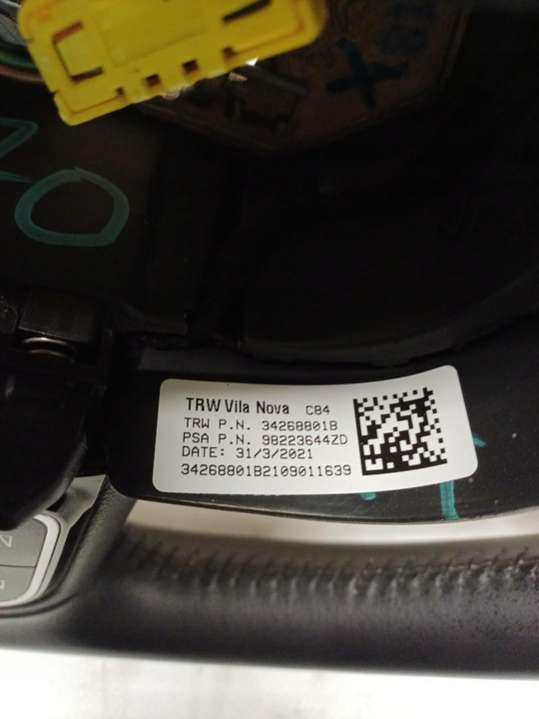 TRW Vila Nova C84
TRW P.N. 34268801B
PSA P.N. 98223644ZD
DATE: 31/3/2021
34268801B2109011639